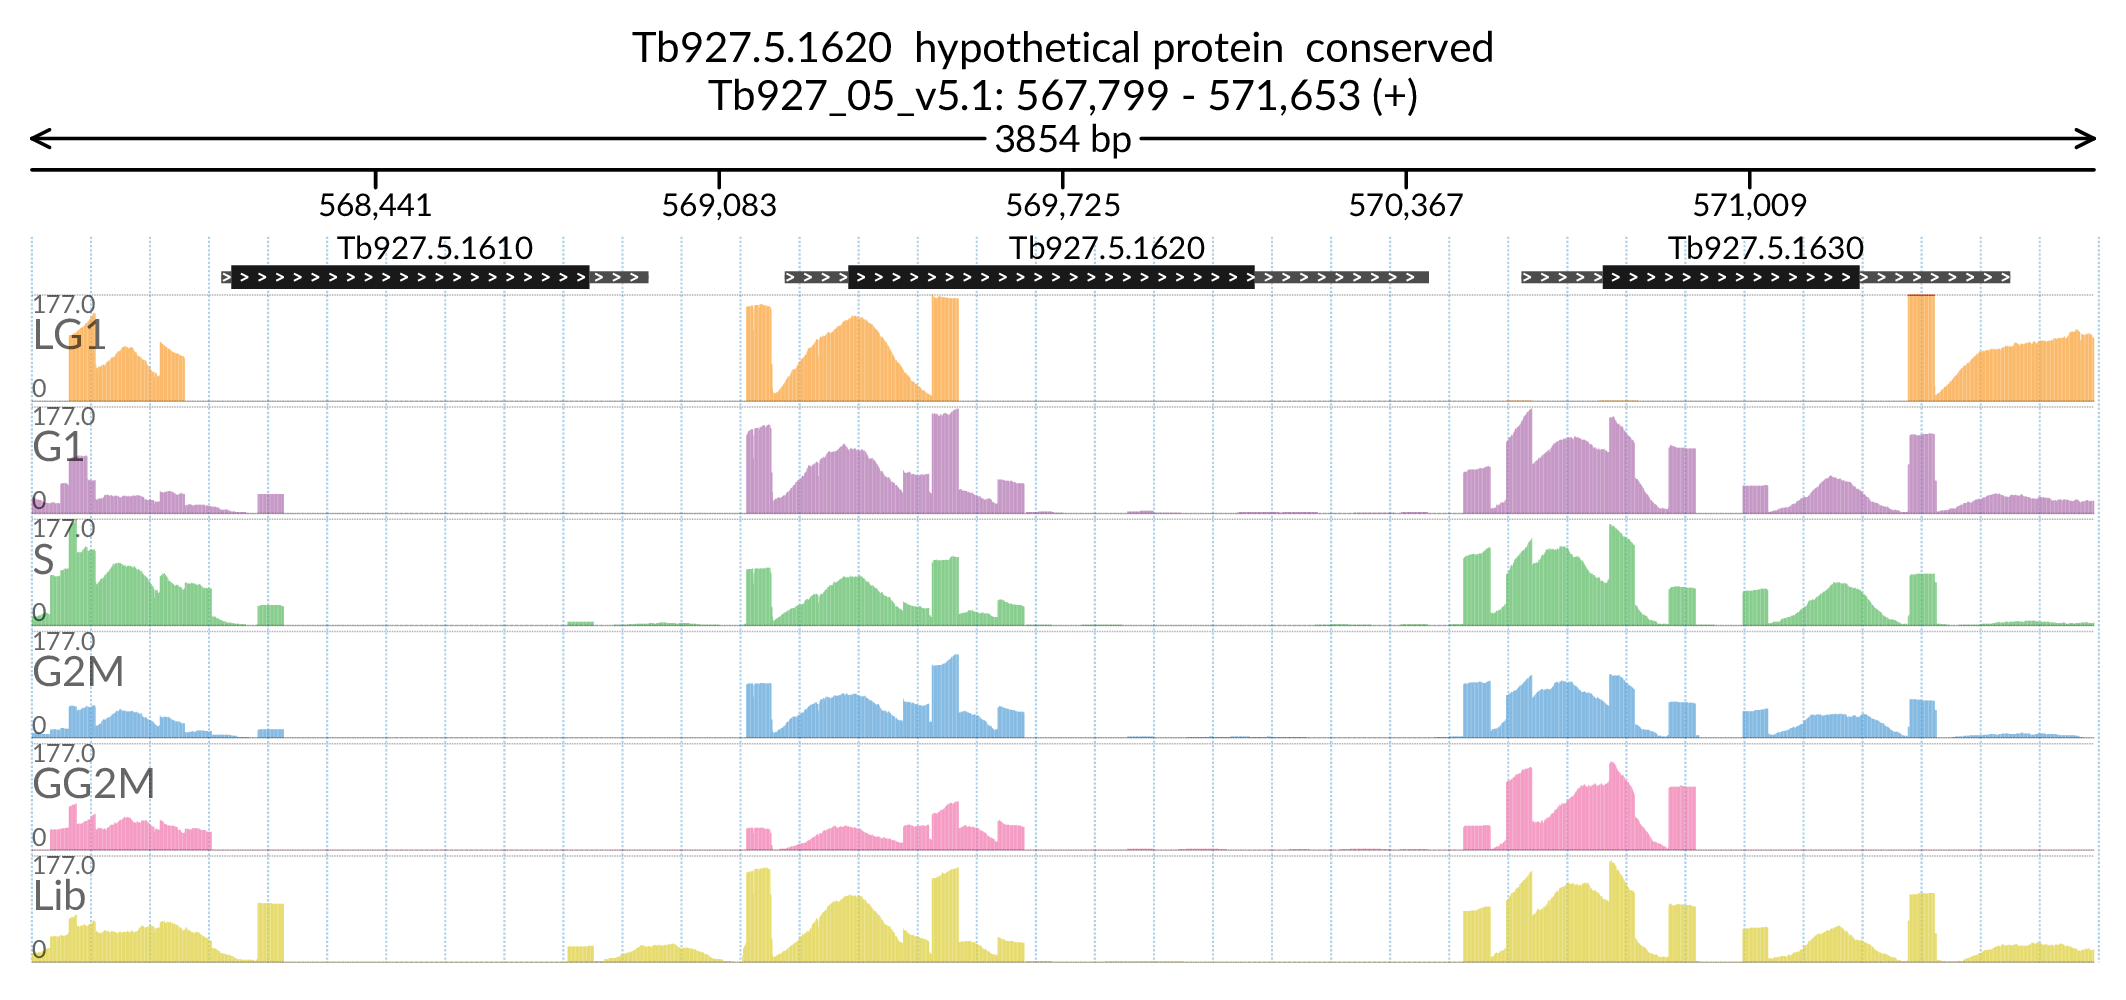 Tb927.5.1620 hypothetical protein conserved
Tb927_05_v5.1: 567,799 - 571,653 (+)
3854 bp
568,441 569,083 569,725 570,367 571,009
Tb927.5.1610 Tb927.5.1620 Tb927.5.1630
177.0
LG1
0
177.0
G1
0
177.0
S
0
177.0
G2M
0
177.0
GG2M
0
177.0
Lib
0